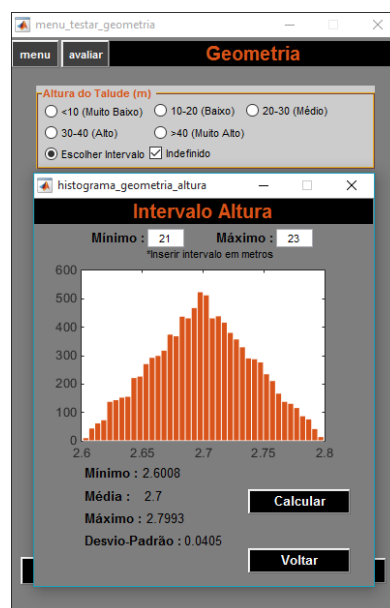 menu_testar_geometria
menu avaliar Geometria
Altura do Talude (m)
<10 (Muito Baixo) 10-20 (Baixo) 20-30 (Médio)
30-40 (Alto) >40 (Muito Alto)
Escolher Intervalo Indefinido
histograma_geometria_altura
Intervalo Altura
Mínimo : 21 Máximo : 23
*Inserir intervalo em metros
600
500
400
300
200
100
0
2.6 2.65 2.7 2.75 2.8
Mínimo : 2.6008
Média : 2.7
Máximo : 2.7993
Desvio-Padrão : 0.0405
Calcular
Voltar